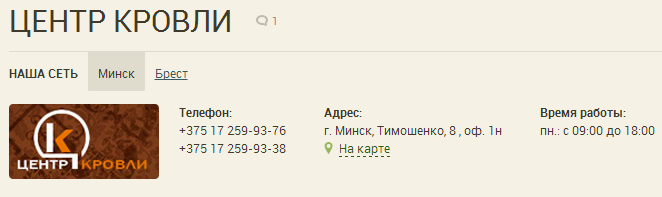 ЦЕНТР КРОВЛИ 1
НАША СЕТЬ Минск Брест
Телефон: Адрес: Время работы:
+375 17 259-93-76 г. Минск, Тимошенко, 8 , оф. 1н пн.: с 09:00 до 18:00
+375 17 259-93-38 На карте
К
ЦЕНТР КРОВЛИ